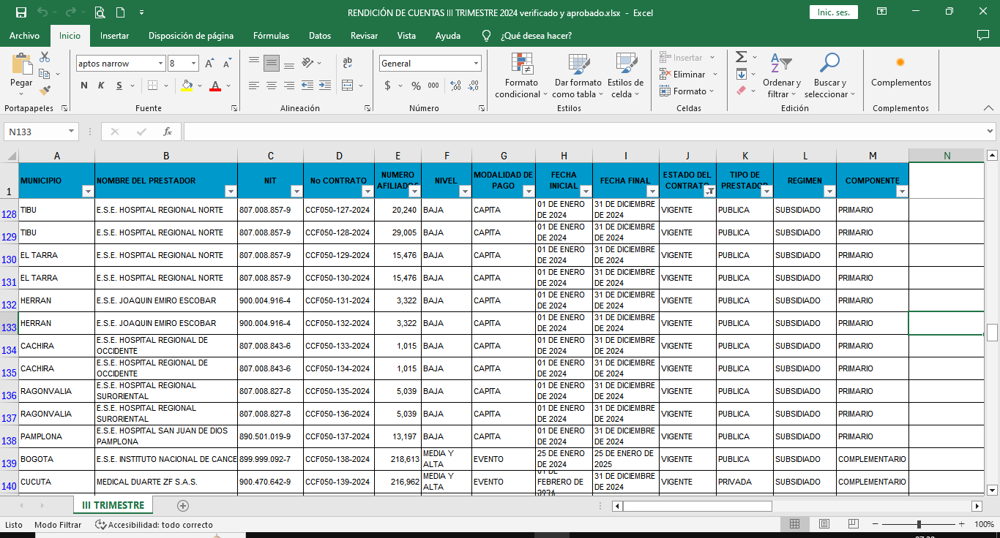 RENDICIÓN DE CUENTAS III TRIMESTRE 2024 verificado y aprobado.xlsx - Excel
Inic. ses.
Archivo Inicio Insertar Disposición de página Fórmulas Datos Revisar Vista Ayuda ¿Qué desea hacer?
Pegar
Portapapeles
aptos narrow 8
N K S
Fuente
ab
Alineación
General
$ % 000
Número
Formato condicional
Dar formato como tabla
Estilos de celda
Estilos
Insertar
Eliminar
Formato
Celdas
Ordenar y filtrar
Buscar y seleccionar
Edición
Complementos
Complementos
N133 fx
A B C D E F G H I J K L M N
1 MUNICIPIO NOMBRE DEL PRESTADOR NIT No CONTRATO NUMERO AFILIADOS NIVEL MODALIDAD DE PAGO FECHA INICIAL FECHA FINAL ESTADO DEL CONTRATO TIPO DE PRESTADOR REGIMEN COMPONENTE
128 TIBU E.S.E. HOSPITAL REGIONAL NORTE 807.008.857-9 CCF050-127-2024 20,240 BAJA CAPITA 01 DE ENERO DE 2024 31 DE DICIEMBRE DE 2024 VIGENTE PUBLICA SUBSIDIADO PRIMARIO
129 TIBU E.S.E. HOSPITAL REGIONAL NORTE 807.008.857-9 CCF050-128-2024 29,005 BAJA CAPITA 01 DE ENERO DE 2024 31 DE DICIEMBRE DE 2024 VIGENTE PUBLICA SUBSIDIADO PRIMARIO
130 EL TARRA E.S.E. HOSPITAL REGIONAL NORTE 807.008.857-9 CCF050-129-2024 15,476 BAJA CAPITA 01 DE ENERO DE 2024 31 DE DICIEMBRE DE 2024 VIGENTE PUBLICA SUBSIDIADO PRIMARIO
131 EL TARRA E.S.E. HOSPITAL REGIONAL NORTE 807.008.857-9 CCF050-130-2024 15,476 BAJA CAPITA 01 DE ENERO DE 2024 31 DE DICIEMBRE DE 2024 VIGENTE PUBLICA SUBSIDIADO PRIMARIO
132 HERRAN E.S.E. JOAQUIN EMIRO ESCOBAR 900.004.916-4 CCF050-131-2024 3,322 BAJA CAPITA 01 DE ENERO DE 2024 31 DE DICIEMBRE DE 2024 VIGENTE PUBLICA SUBSIDIADO PRIMARIO
133 HERRAN E.S.E. JOAQUIN EMIRO ESCOBAR 900.004.916-4 CCF050-132-2024 3,322 BAJA CAPITA 01 DE ENERO DE 2024 31 DE DICIEMBRE DE 2024 VIGENTE PUBLICA SUBSIDIADO PRIMARIO
134 CACHIRA E.S.E. HOSPITAL REGIONAL DE OCCIDENTE 807.008.843-6 CCF050-133-2024 1,015 BAJA CAPITA 01 DE ENERO DE 2024 31 DE DICIEMBRE DE 2024 VIGENTE PUBLICA SUBSIDIADO PRIMARIO
135 CACHIRA E.S.E. HOSPITAL REGIONAL DE OCCIDENTE 807.008.843-6 CCF050-134-2024 1,015 BAJA CAPITA 01 DE ENERO DE 2024 31 DE DICIEMBRE DE 2024 VIGENTE PUBLICA SUBSIDIADO PRIMARIO
136 RAGONVALIA E.S.E. HOSPITAL REGIONAL SURORIENTAL 807.008.827-8 CCF050-135-2024 5,039 BAJA CAPITA 01 DE ENERO DE 2024 31 DE DICIEMBRE DE 2024 VIGENTE PUBLICA SUBSIDIADO PRIMARIO
137 RAGONVALIA E.S.E. HOSPITAL REGIONAL SURORIENTAL 807.008.827-8 CCF050-136-2024 5,039 BAJA CAPITA 01 DE ENERO DE 2024 31 DE DICIEMBRE DE 2024 VIGENTE PUBLICA SUBSIDIADO PRIMARIO
138 PAMPLONA E.S.E. HOSPITAL SAN JUAN DE DIOS PAMPLONA 890.501.019-9 CCF050-137-2024 13,197 BAJA CAPITA 01 DE ENERO DE 2024 31 DE DICIEMBRE DE 2024 VIGENTE PUBLICA SUBSIDIADO PRIMARIO
139 BOGOTA E.S.E. INSTITUTO NACIONAL DE CANCE 899.999.092-7 CCF050-138-2024 218,613 MEDIA Y ALTA EVENTO 25 DE ENERO DE 2024 25 DE ENERO DE 2025 VIGENTE PUBLICA SUBSIDIADO COMPLEMENTARIO
140 CUCUTA MEDICAL DUARTE ZF S.A.S. 900.470.642-9 CCF050-139-2024 216,962 MEDIA Y ALTA EVENTO 01 DE FEBRERO DE 2024 31 DE DICIEMBRE DE 2024 VIGENTE PRIVADA SUBSIDIADO COMPLEMENTARIO
III TRIMESTRE
Listo Modo Filtrar Accesibilidad: todo correcto 100%